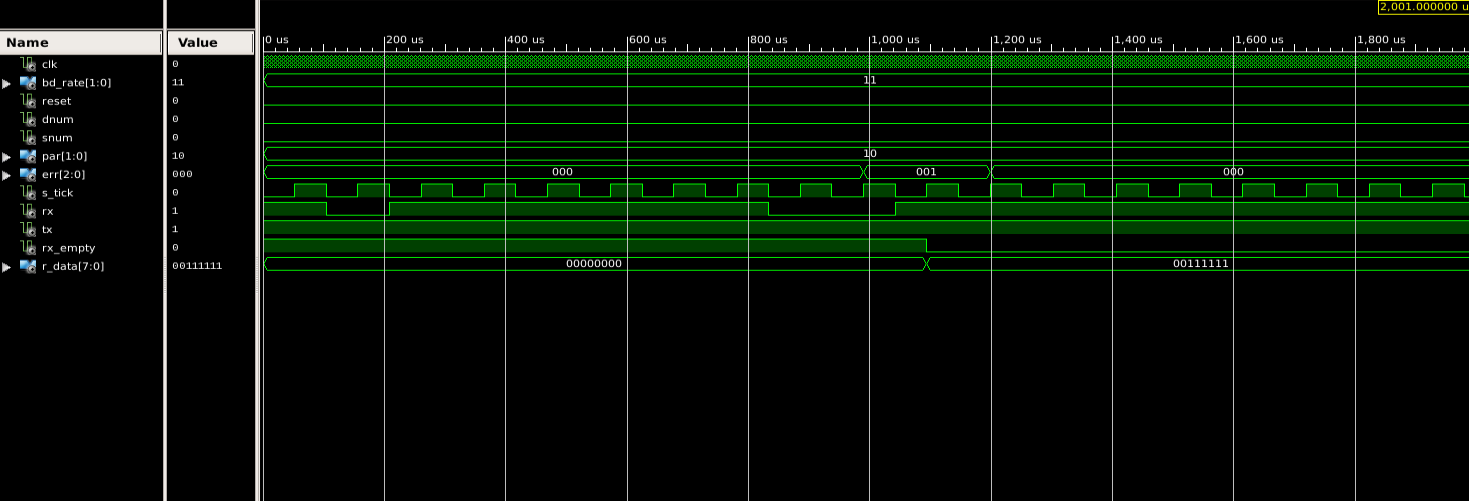 2,001.000000 u
Name Value 0 us 200 us 400 us 600 us 800 us 1,000 us 1,200 us 1,400 us 1,600 us 1,800 us
clk 0
bd_rate[1:0] 11 11
reset 0
dnum 0
snum 0
par[1:0] 10 10
err[2:0] 000 000 001 000
s_tick 0
rx 1
tx 1
rx_empty 0
r_data[7:0] 00111111 00000000 00111111